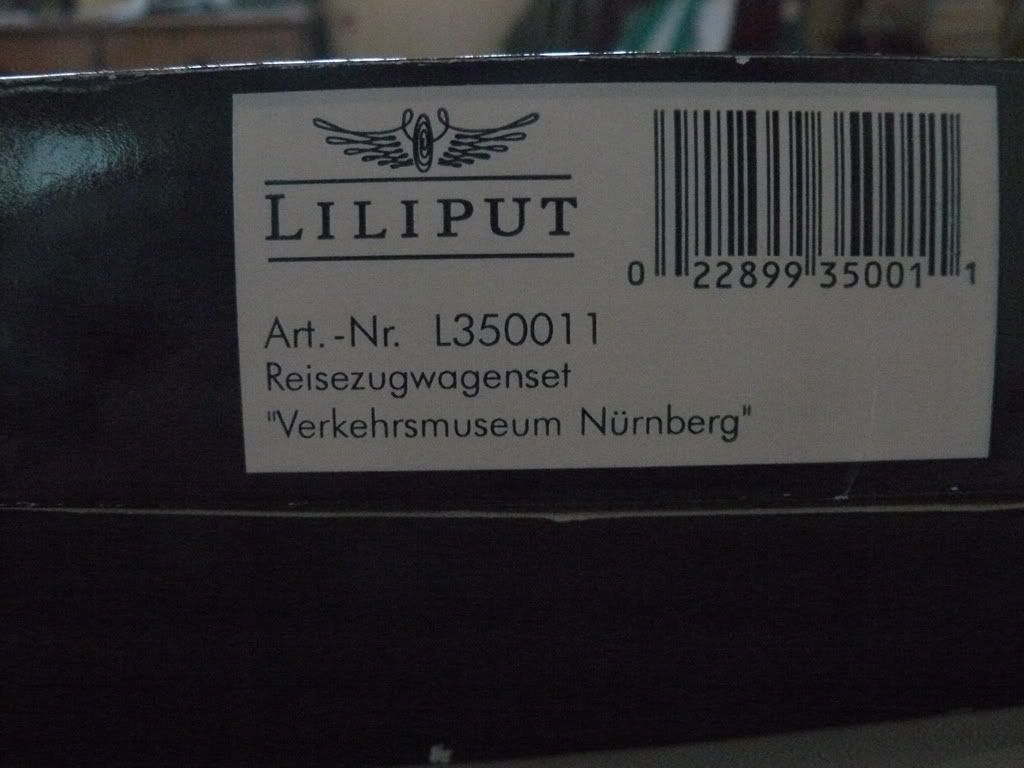 LILIPUT
0 22899 35001 1
Art.-Nr. L350011
Reisezugwagenset
"Verkehrsmuseum Nürnberg"